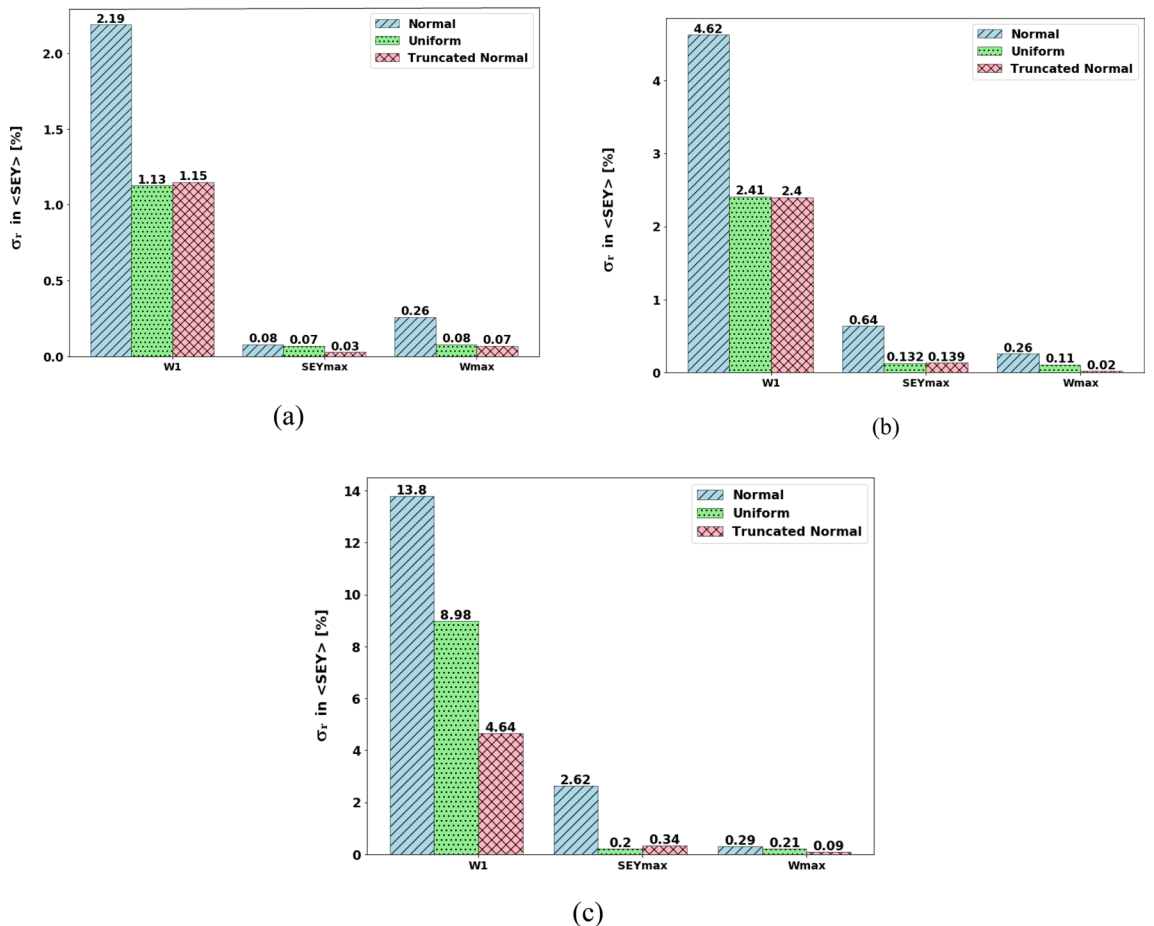 2.19
Normal
Uniform
Truncated Normal
2.0
1.5
1.0
0.5
0.0
σr in <SEY> [%]
1.13
1.15
0.08
0.07
0.03
0.26
0.08
0.07
W1
SEYmax
Wmax
(a)
4.62
Normal
Uniform
Truncated Normal
4
3
2
1
0
σr in <SEY> [%]
2.41
2.4
0.64
0.132
0.139
0.26
0.11
0.02
W1
SEYmax
Wmax
(b)
13.8
Normal
Uniform
Truncated Normal
14
12
10
8
6
4
2
0
σr in <SEY> [%]
8.98
4.64
2.62
0.2
0.34
0.29
0.21
0.09
W1
SEYmax
Wmax
(c)